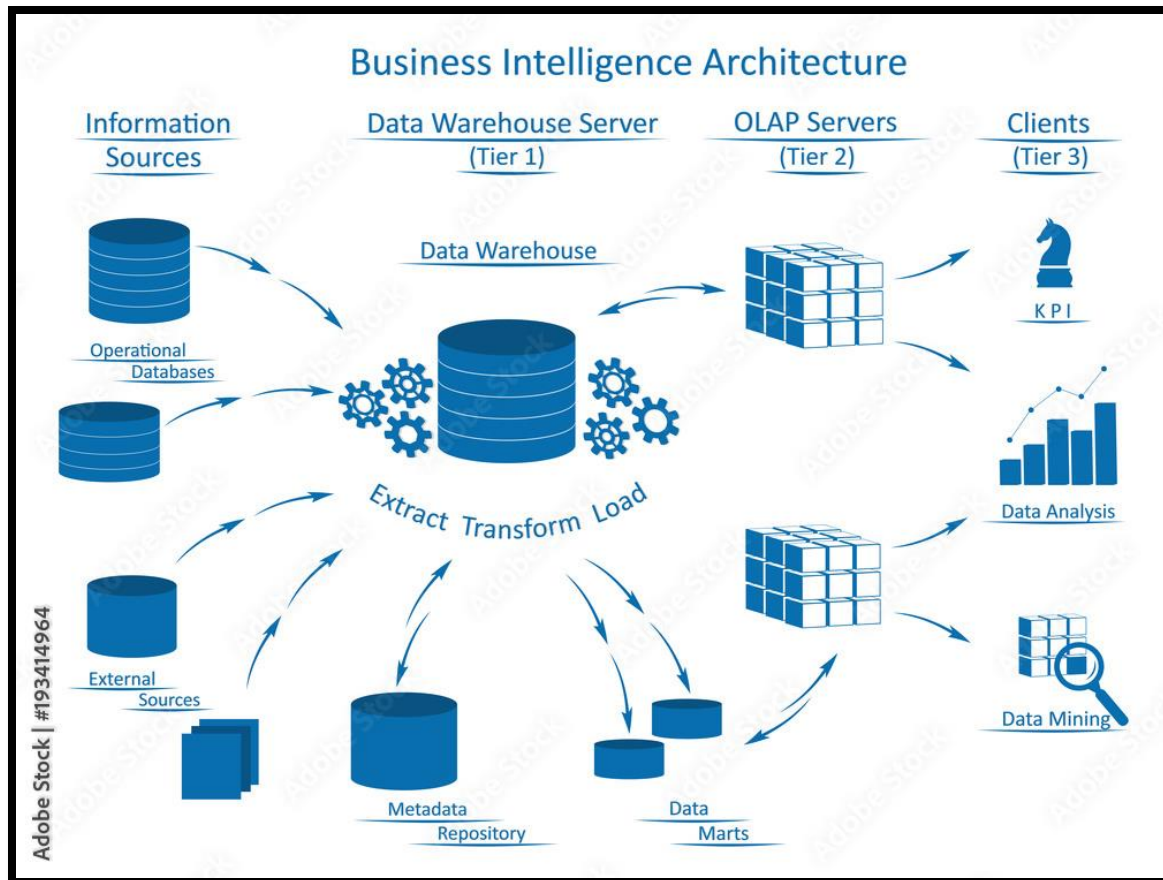 Business Intelligence Architecture
Information
Sources
Data Warehouse Server
(Tier 1)
OLAP Servers
(Tier 2)
Clients
(Tier 3)
Data Warehouse
KPI
Operational
Databases
Extract Transform Load
Data Analysis
External
Sources
Data Mining
Metadata
Repository
Data
Marts
Adobe Stock | #193414964